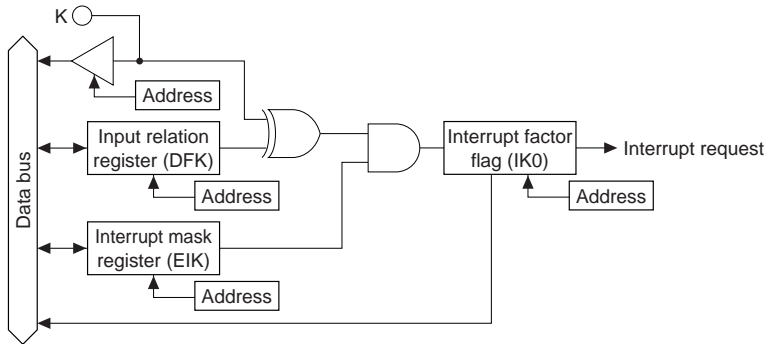 K
Address
Data bus
Input relation
register (DFK)
Interrupt factor
flag (IK0)
Interrupt request
Address
Address
Interrupt mask
register (EIK)
Address